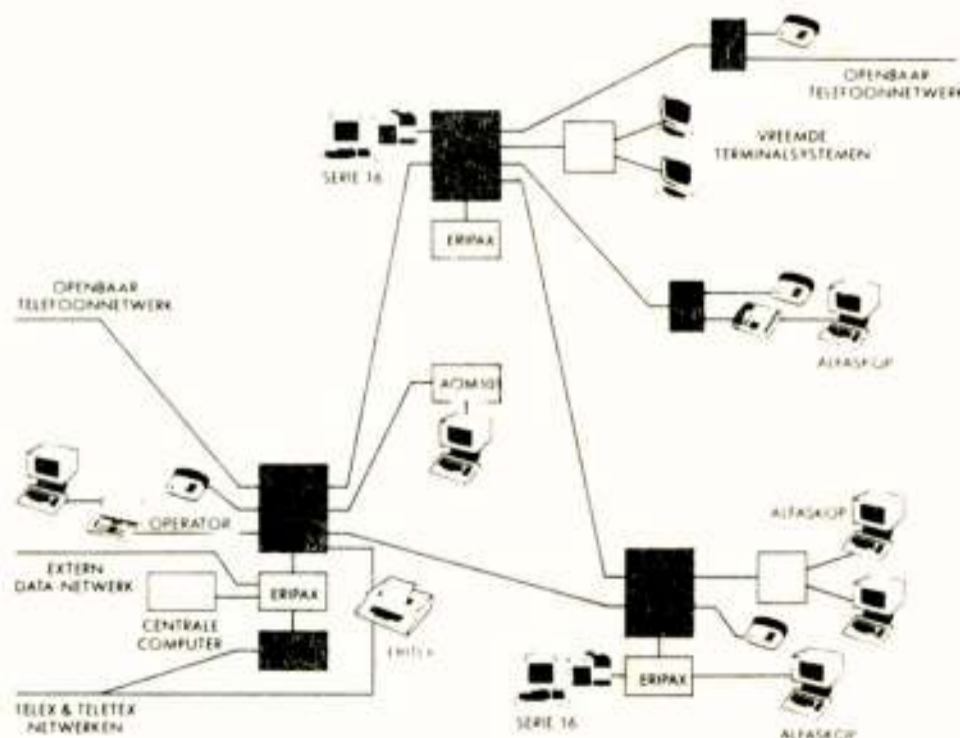 OPENBAAR
TELEFOONNETWERK
VREEMDE
TERMINALSYSTEMEN
SERIE 16
ERIPAX
OPENBAAR
TELEFOONNETWERK
ALFASKOP
OPERATOR
ALFASKOP
EXTERN
DATA-NETWERK
ERIPAX
CENTRALE
COMPUTER
ERIPAX
TELEX & TELETEX
NETWERKEN
SERIE 16
ALFASKOP